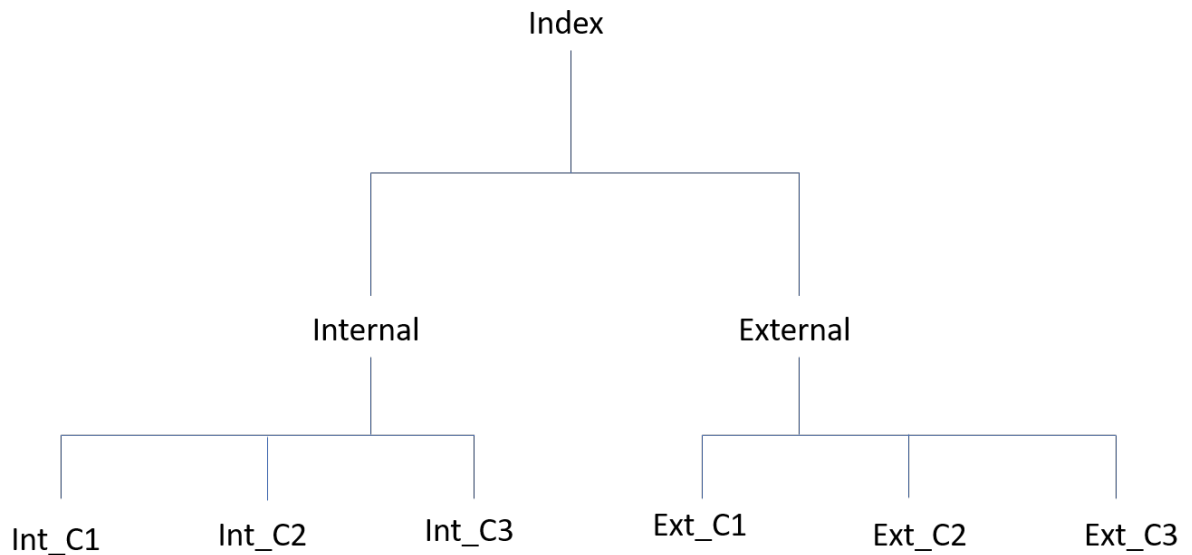 Index
Internal
External
Int_C1
Int_C2
Int_C3
Ext_C1
Ext_C2
Ext_C3